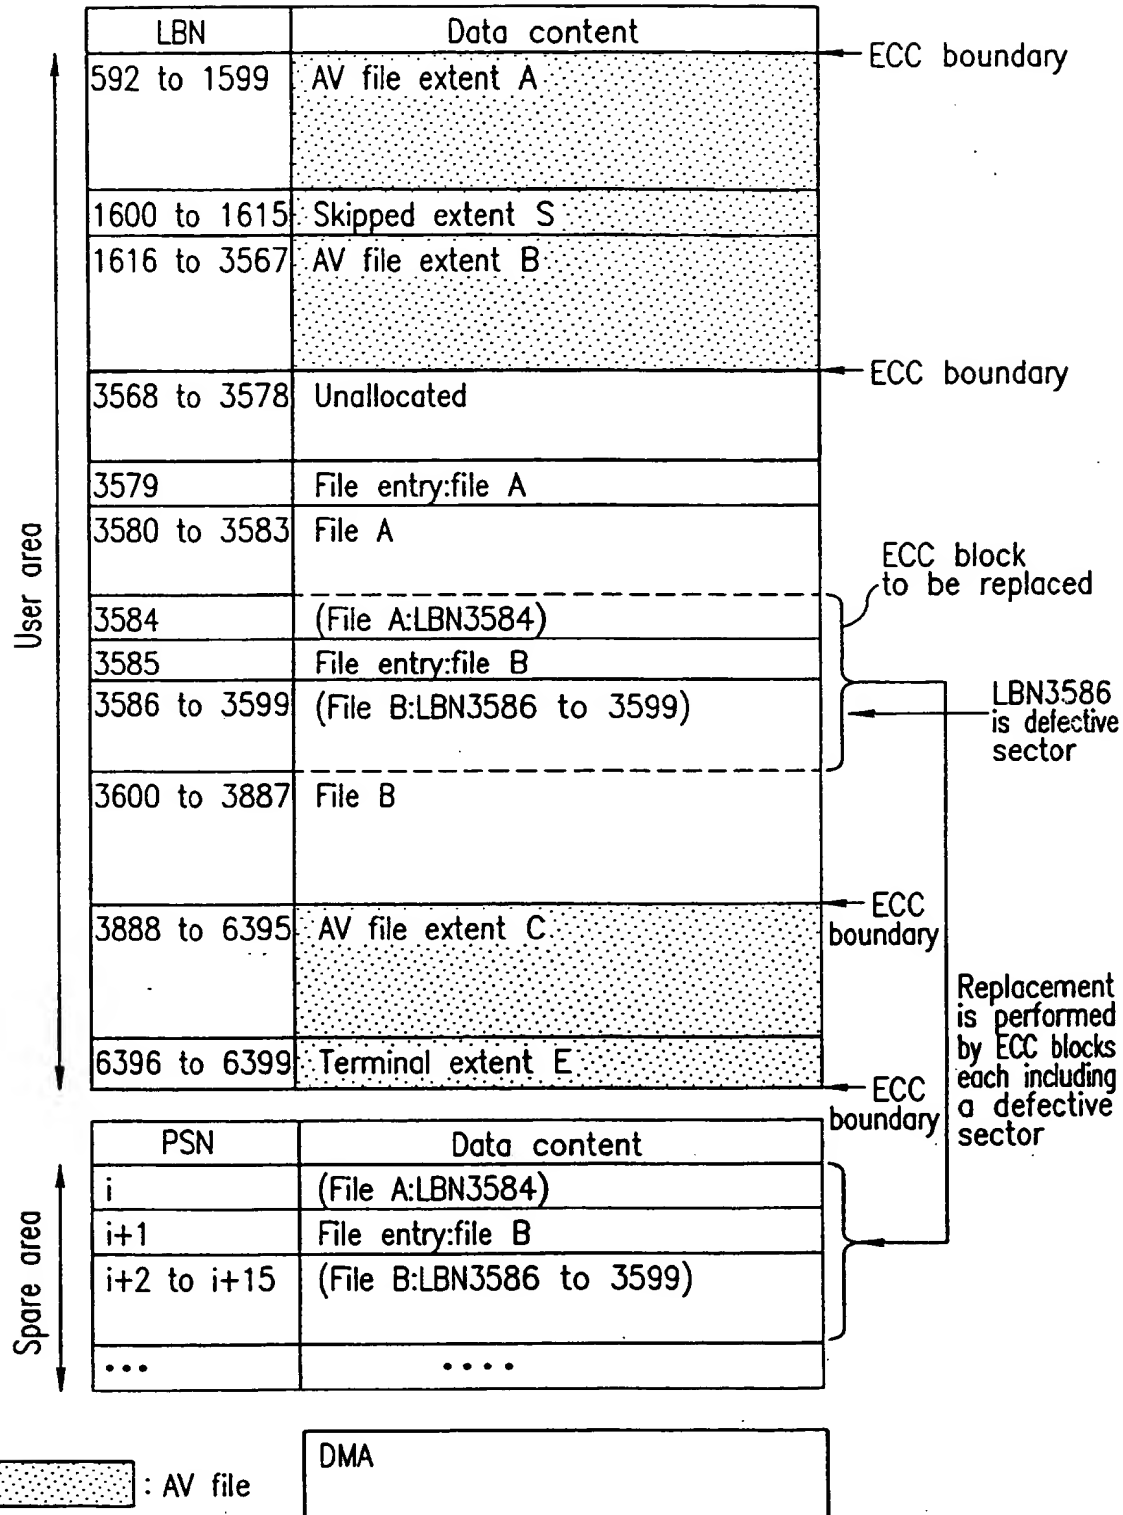 LBN Data content
ECC boundary
592 to 1599 AV file extent A
1600 to 1615 Skipped extent S
1616 to 3567 AV file extent B
ECC boundary
3568 to 3578 Unallocated
3579 File entry:file A
3580 to 3583 File A
ECC block
to be replaced
3584 (File A:LBN3584)
3585 File entry:file B
3586 to 3599 (File B:LBN3586 to 3599)
LBN3586
is defective
sector
3600 to 3887 File B
ECC
boundary
3888 to 6395 AV file extent C
6396 to 6399 Terminal extent E
ECC
boundary
Replacement
is performed
by ECC blocks
each including
a defective
sector
User area
PSN Data content
i (File A:LBN3584)
i+1 File entry:file B
i+2 to i+15 (File B:LBN3586 to 3599)
... ....
Spare area
: AV file
DMA